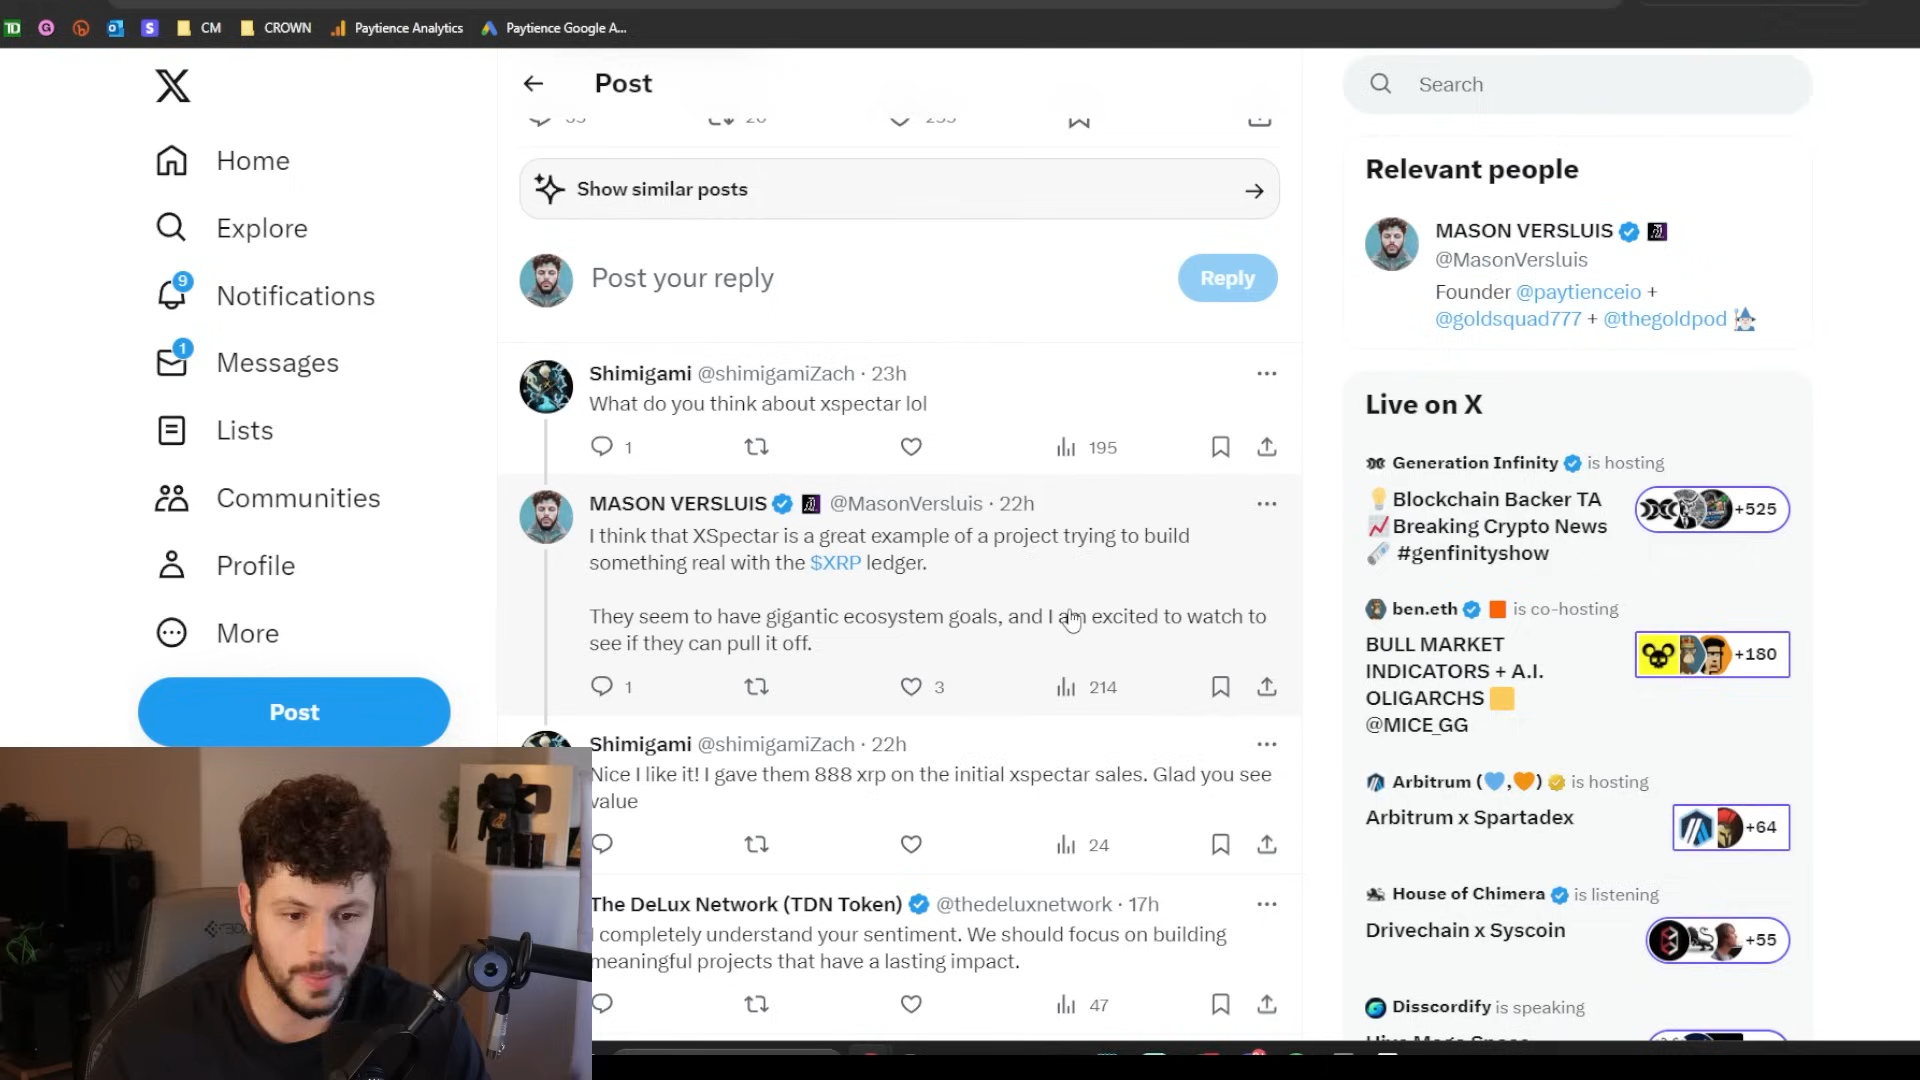 CM
CROWN
Paytience Analytics
Paytience Google A...
Post
Search
Home
Explore
9
Notifications
1
Messages
Lists
Communities
Profile
More
Post
Show similar posts
Post your reply
Reply
Shimigami @shimigamiZach · 23h
What do you think about xspectar lol
1
195
MASON VERSLUIS @MasonVersluis · 22h
I think that XSpectar is a great example of a project trying to build
something real with the $XRP ledger.
They seem to have gigantic ecosystem goals, and I am excited to watch to
see if they can pull it off.
1
3
214
Shimigami @shimigamiZach · 22h
Nice I like it! I gave them 888 xrp on the initial xspectar sales. Glad you see
value
24
The DeLux Network (TDN Token) @thedeluxnetwork · 17h
I completely understand your sentiment. We should focus on building
meaningful projects that have a lasting impact.
47
Relevant people
MASON VERSLUIS
@MasonVersluis
Founder @paytienceio +
@goldsquad777 + @thegoldpod
Live on X
Generation Infinity is hosting
Blockchain Backer TA
Breaking Crypto News
#genfinityshow
+525
ben.eth is co-hosting
BULL MARKET
INDICATORS + A.I.
OLIGARCHS
@MICE_GG
+180
Arbitrum (💙,🧡) is hosting
Arbitrum x Spartadex
+64
House of Chimera is listening
Drivechain x Syscoin
+55
Disscordify is speaking